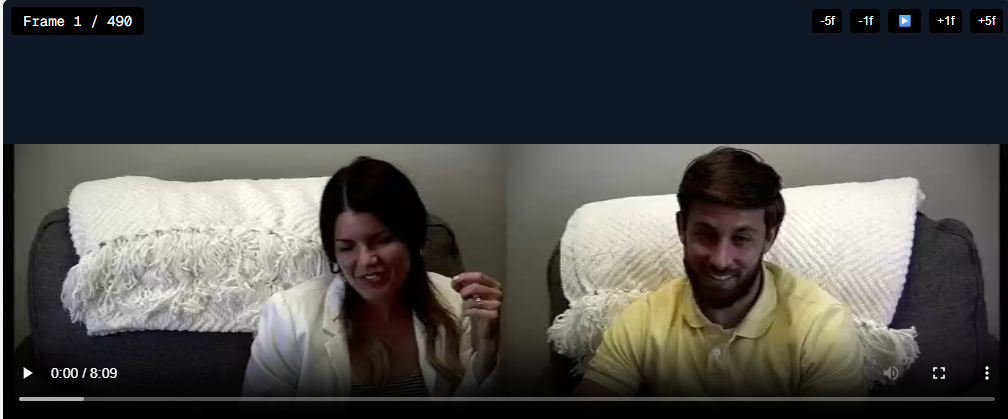 Frame 1 / 490
-5f -1f +1f +5f
0:00 / 8:09